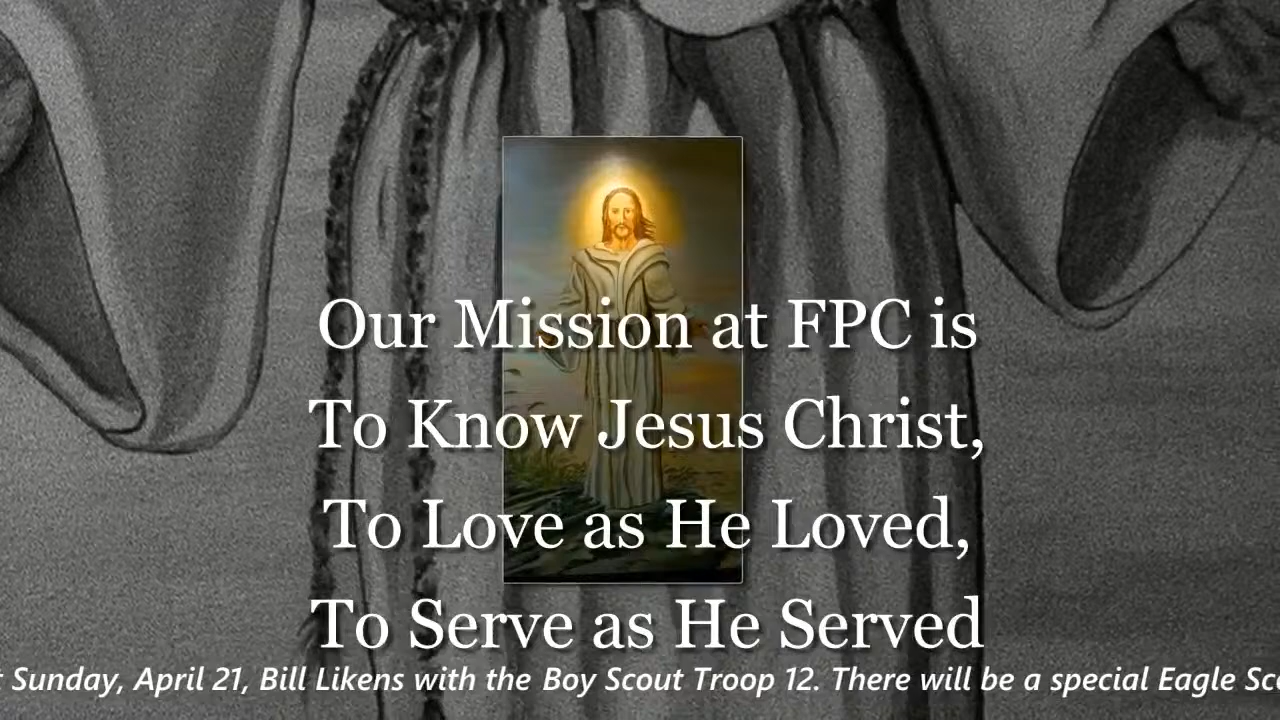 Our Mission at FPC is
To Know Jesus Christ,
To Love as He Loved,
To Serve as He Served
Sunday, April 21, Bill Likens with the Boy Scout Troop 12. There will be a special Eagle